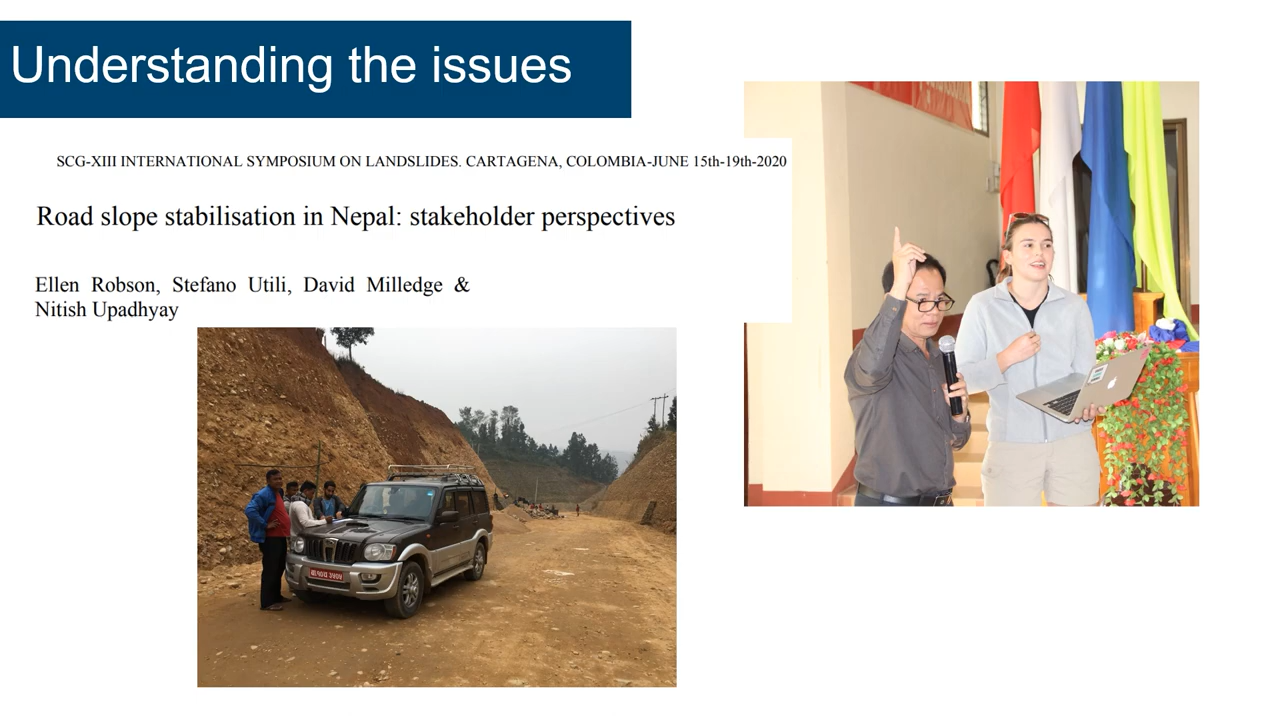 Understanding the issues
SCG-XIII INTERNATIONAL SYMPOSIUM ON LANDSLIDES. CARTAGENA, COLOMBIA-JUNE 15th-19th-2020
Road slope stabilisation in Nepal: stakeholder perspectives
Ellen Robson, Stefano Utili, David Milledge &
Nitish Upadhyay